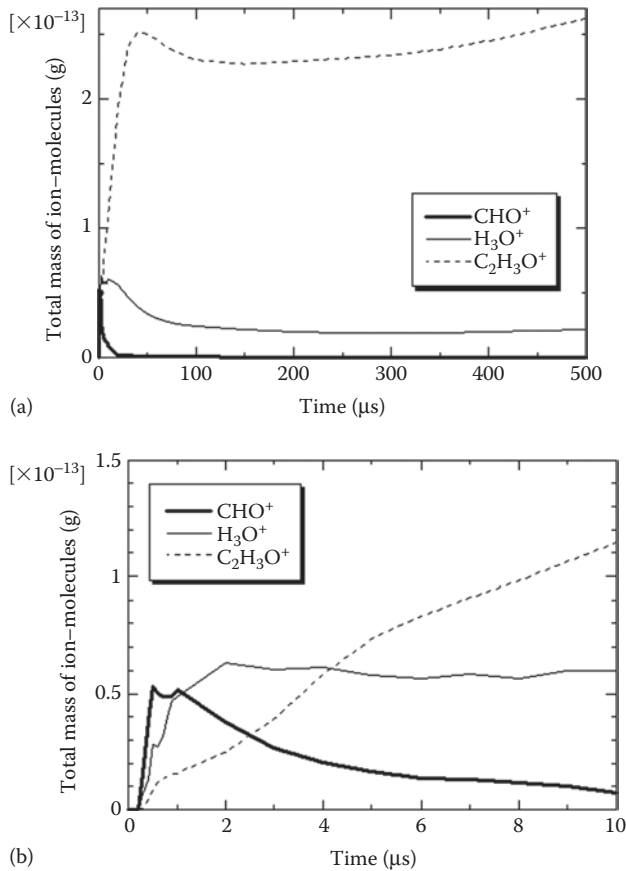 [×10⁻¹³]
Total mass of ion–molecules (g)
2
1
0
CHO⁺
H₃O⁺
C₂H₃O⁺
0 100 200 300 400 500
(a)
Time (μs)
[×10⁻¹³]
1.5
Total mass of ion–molecules (g)
1
0.5
0
CHO⁺
H₃O⁺
C₂H₃O⁺
0 2 4 6 8 10
(b)
Time (μs)